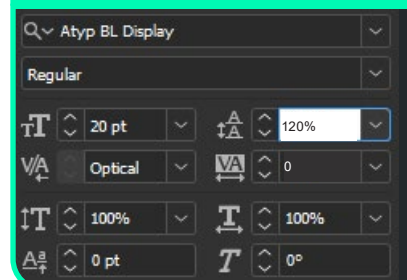 Atyp BL Display
Regular
20 pt 120%
Optical 0
100% 100%
0 pt 0°